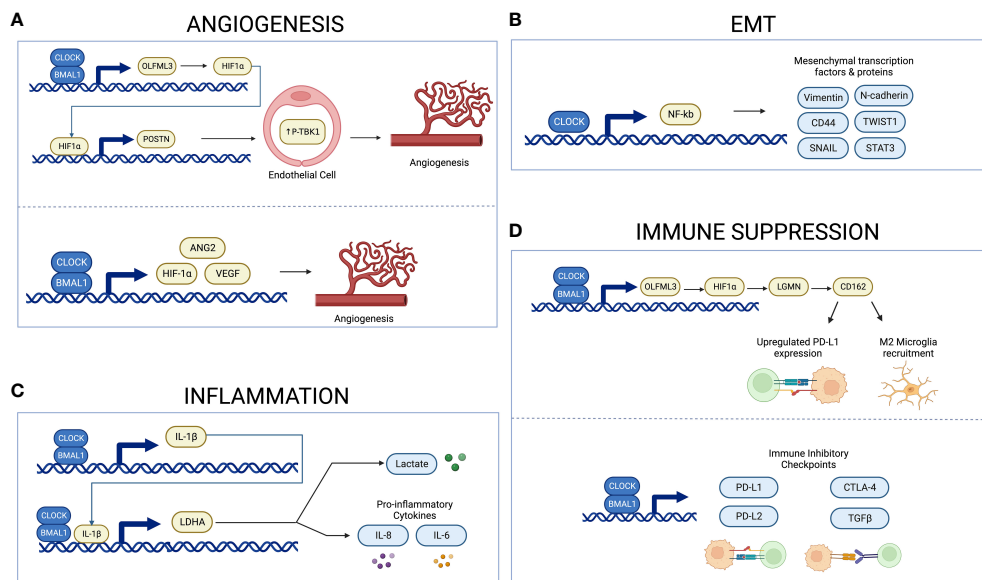 A
ANGIOGENESIS
CLOCK
BMAL1
OLFML3
HIF1α
HIF1α
POSTN
↑P-TBK1
Endothelial Cell
Angiogenesis
CLOCK
BMAL1
ANG2
HIF-1α
VEGF
Angiogenesis
B
EMT
CLOCK
NF-kb
Mesenchymal transcription
factors & proteins
Vimentin
N-cadherin
CD44
TWIST1
SNAIL
STAT3
C
INFLAMMATION
CLOCK
BMAL1
IL-1β
CLOCK
BMAL1
IL-1β
LDHA
Lactate
Pro-inflammatory
Cytokines
IL-8
IL-6
D
IMMUNE SUPPRESSION
CLOCK
BMAL1
OLFML3
HIF1α
LGMN
CD162
Upregulated PD-L1
expression
M2 Microglia
recruitment
Immune Inhibitory
Checkpoints
CLOCK
BMAL1
PD-L1
CTLA-4
PD-L2
TGFβ